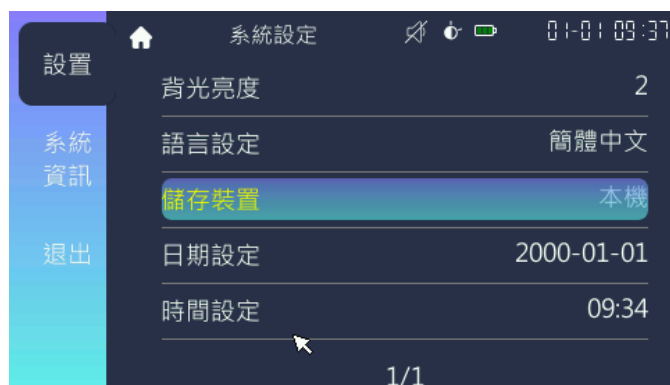 系統設定
01-01 09:37
設置
背光亮度 2
系統
資訊
語言設定 簡體中文
儲存裝置 本機
退出
日期設定 2000-01-01
時間設定 09:34
1/1